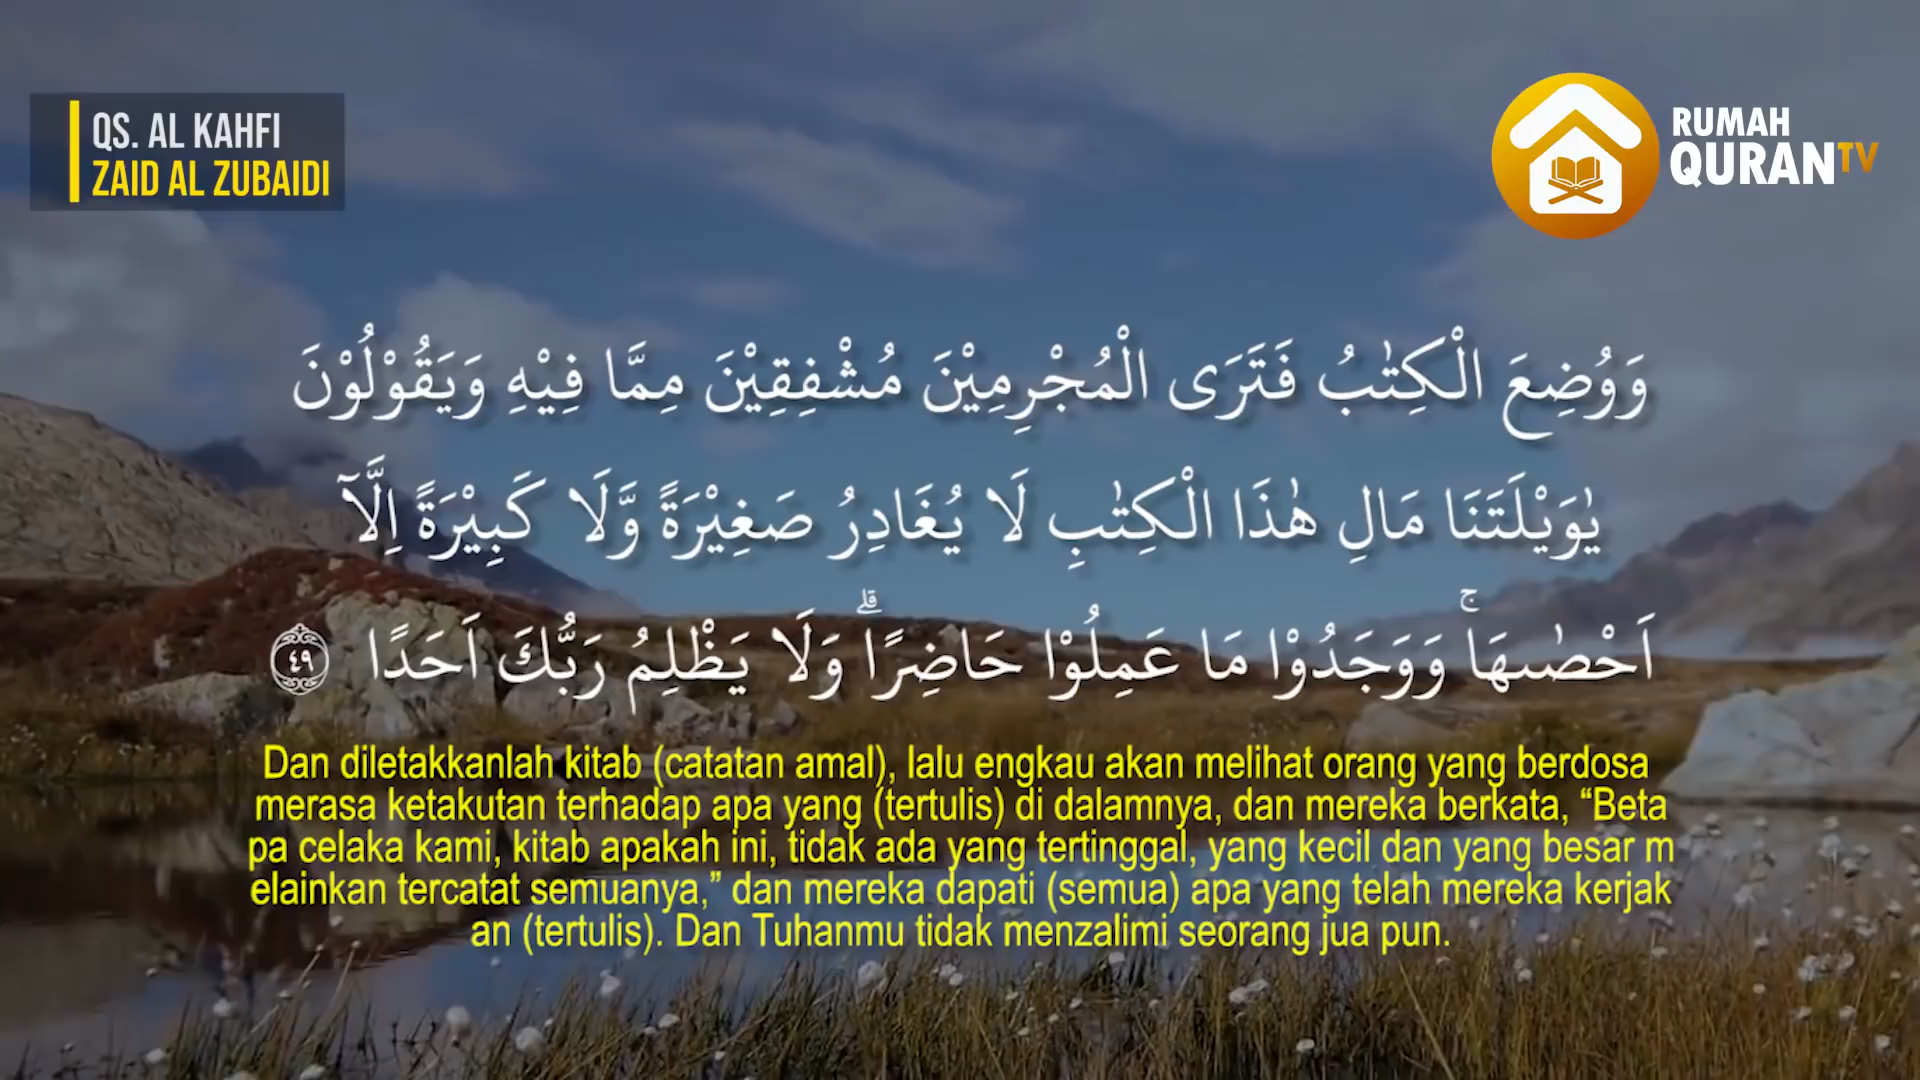 QS. AL KAHFI
ZAID AL ZUBAIDI
RUMAH
QURANTV
وَوُضِعَ الْكِتٰبُ فَتَرَى الْمُجْرِمِيْنَ مُشْفِقِيْنَ مِمَّا فِيْهِ وَيَقُوْلُوْنَ
يٰوَيْلَتَنَا مَالِ هٰذَا الْكِتٰبِ لَا يُغَادِرُ صَغِيْرَةً وَّلَا كَبِيْرَةً اِلَّآ
اَحْصٰىهَاۚ وَوَجَدُوْا مَا عَمِلُوْا حَاضِرًاۗ وَلَا يَظْلِمُ رَبُّكَ اَحَدًا ٤٩
Dan diletakkanlah kitab (catatan amal), lalu engkau akan melihat orang yang berdosa
merasa ketakutan terhadap apa yang (tertulis) di dalamnya, dan mereka berkata, “Beta
pa celaka kami, kitab apakah ini, tidak ada yang tertinggal, yang kecil dan yang besar m
elainkan tercatat semuanya,” dan mereka dapati (semua) apa yang telah mereka kerjak
an (tertulis). Dan Tuhanmu tidak menzalimi seorang jua pun.